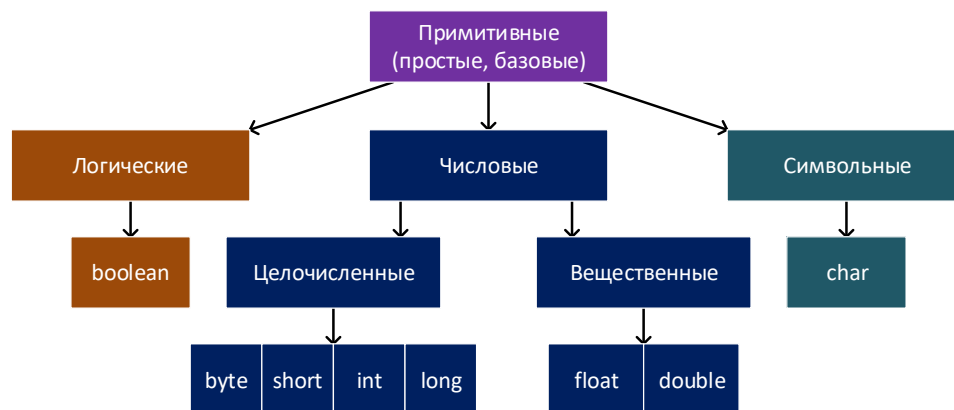 Примитивные
(простые, базовые)
Логические
Числовые
Символьные
boolean
Целочисленные
Вещественные
char
byte
short
int
long
float
double